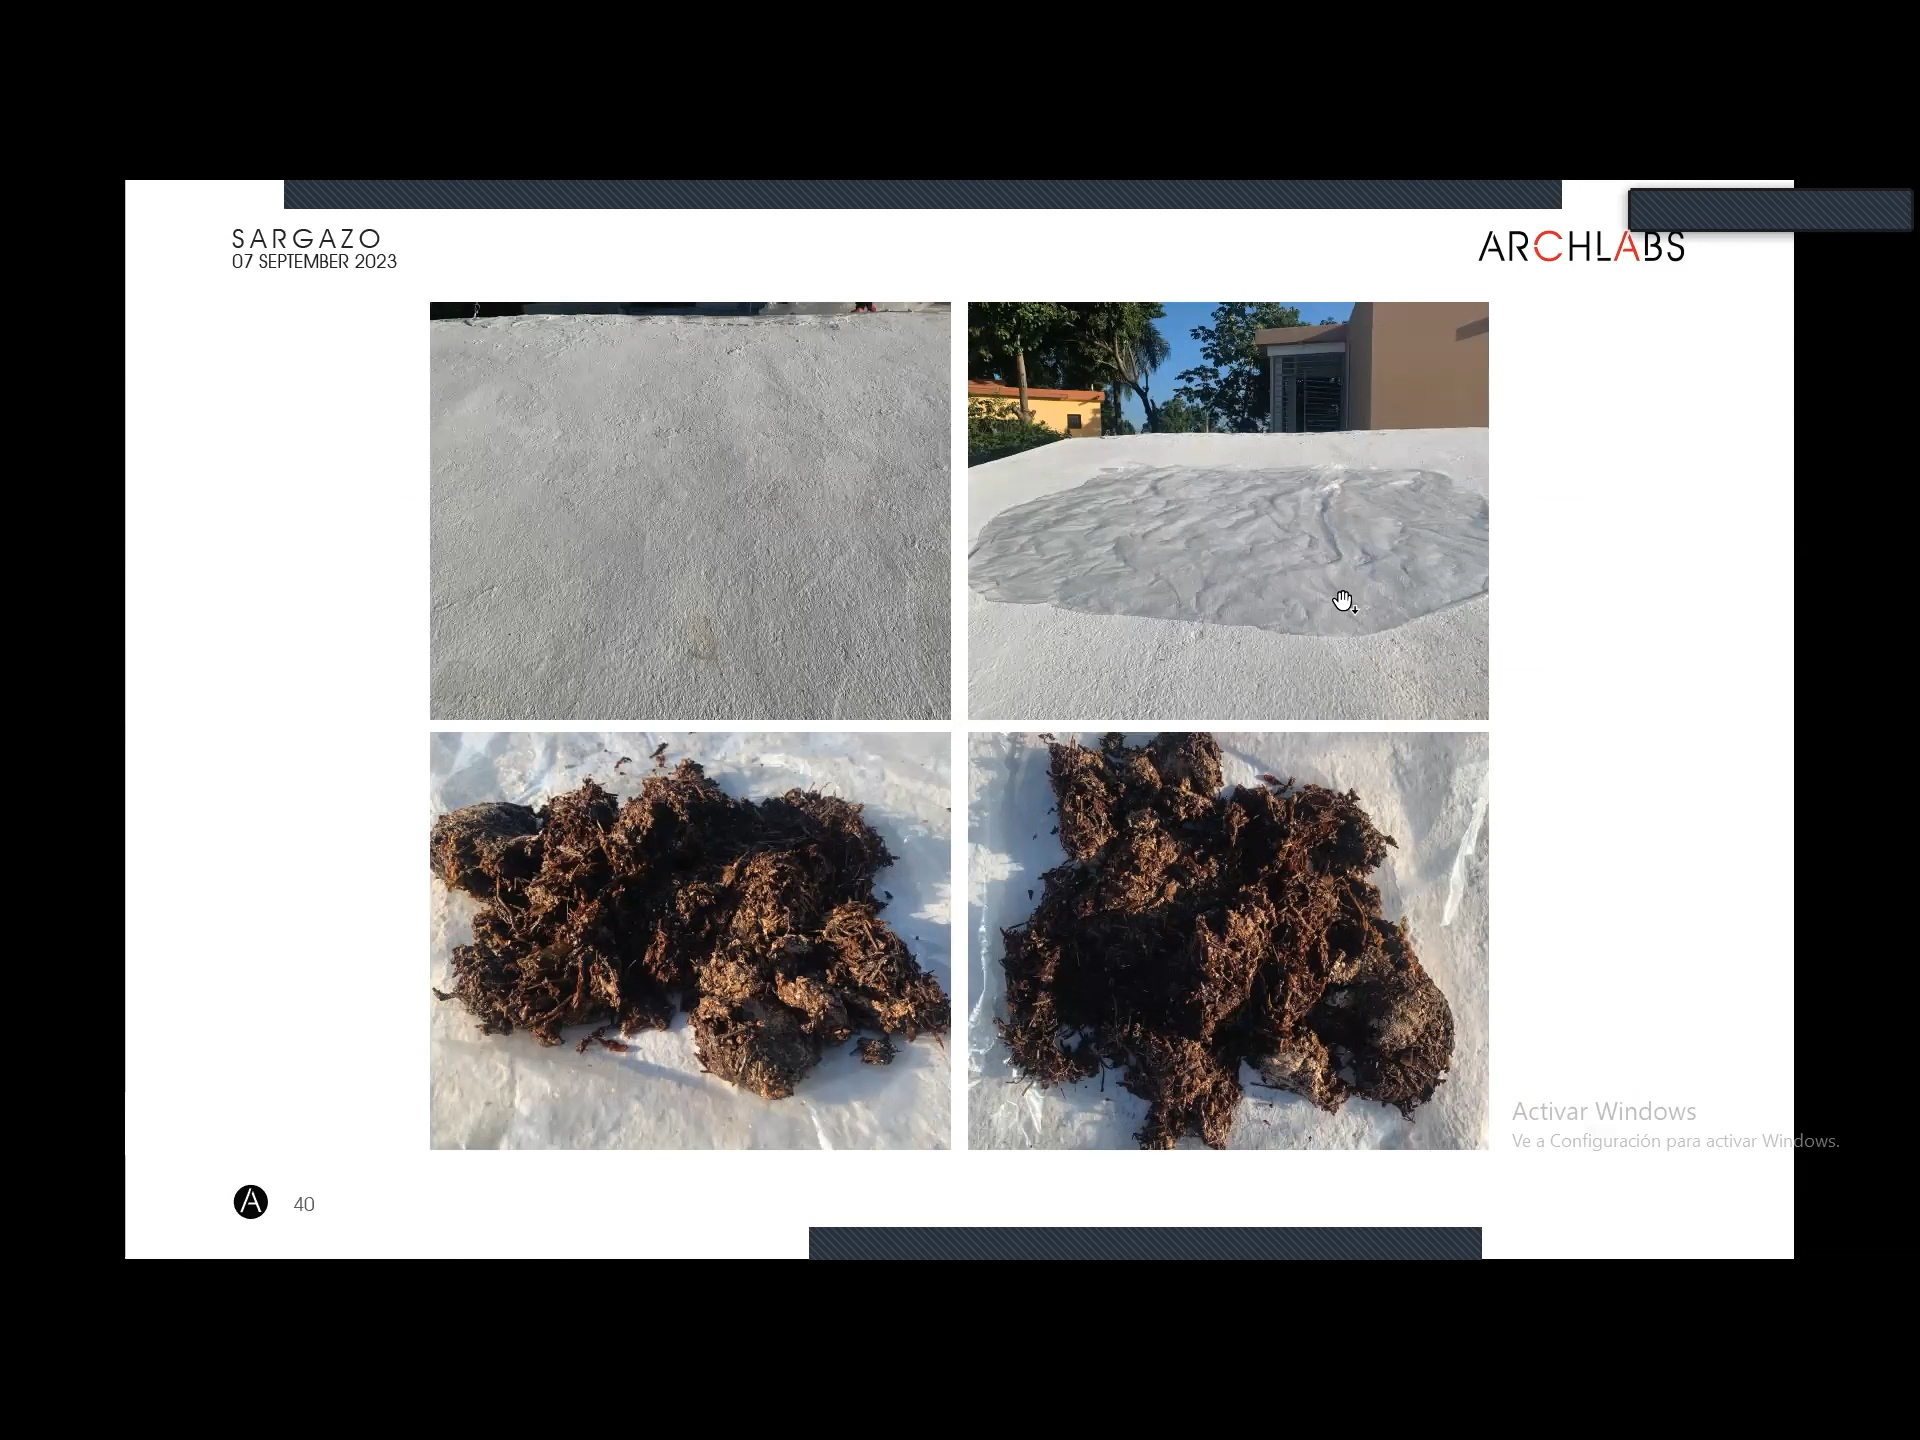 SARGAZO
07 SEPTEMBER 2023
ARCHLABS
Activar Windows
Ve a Configuración para activar Windows.
A
40